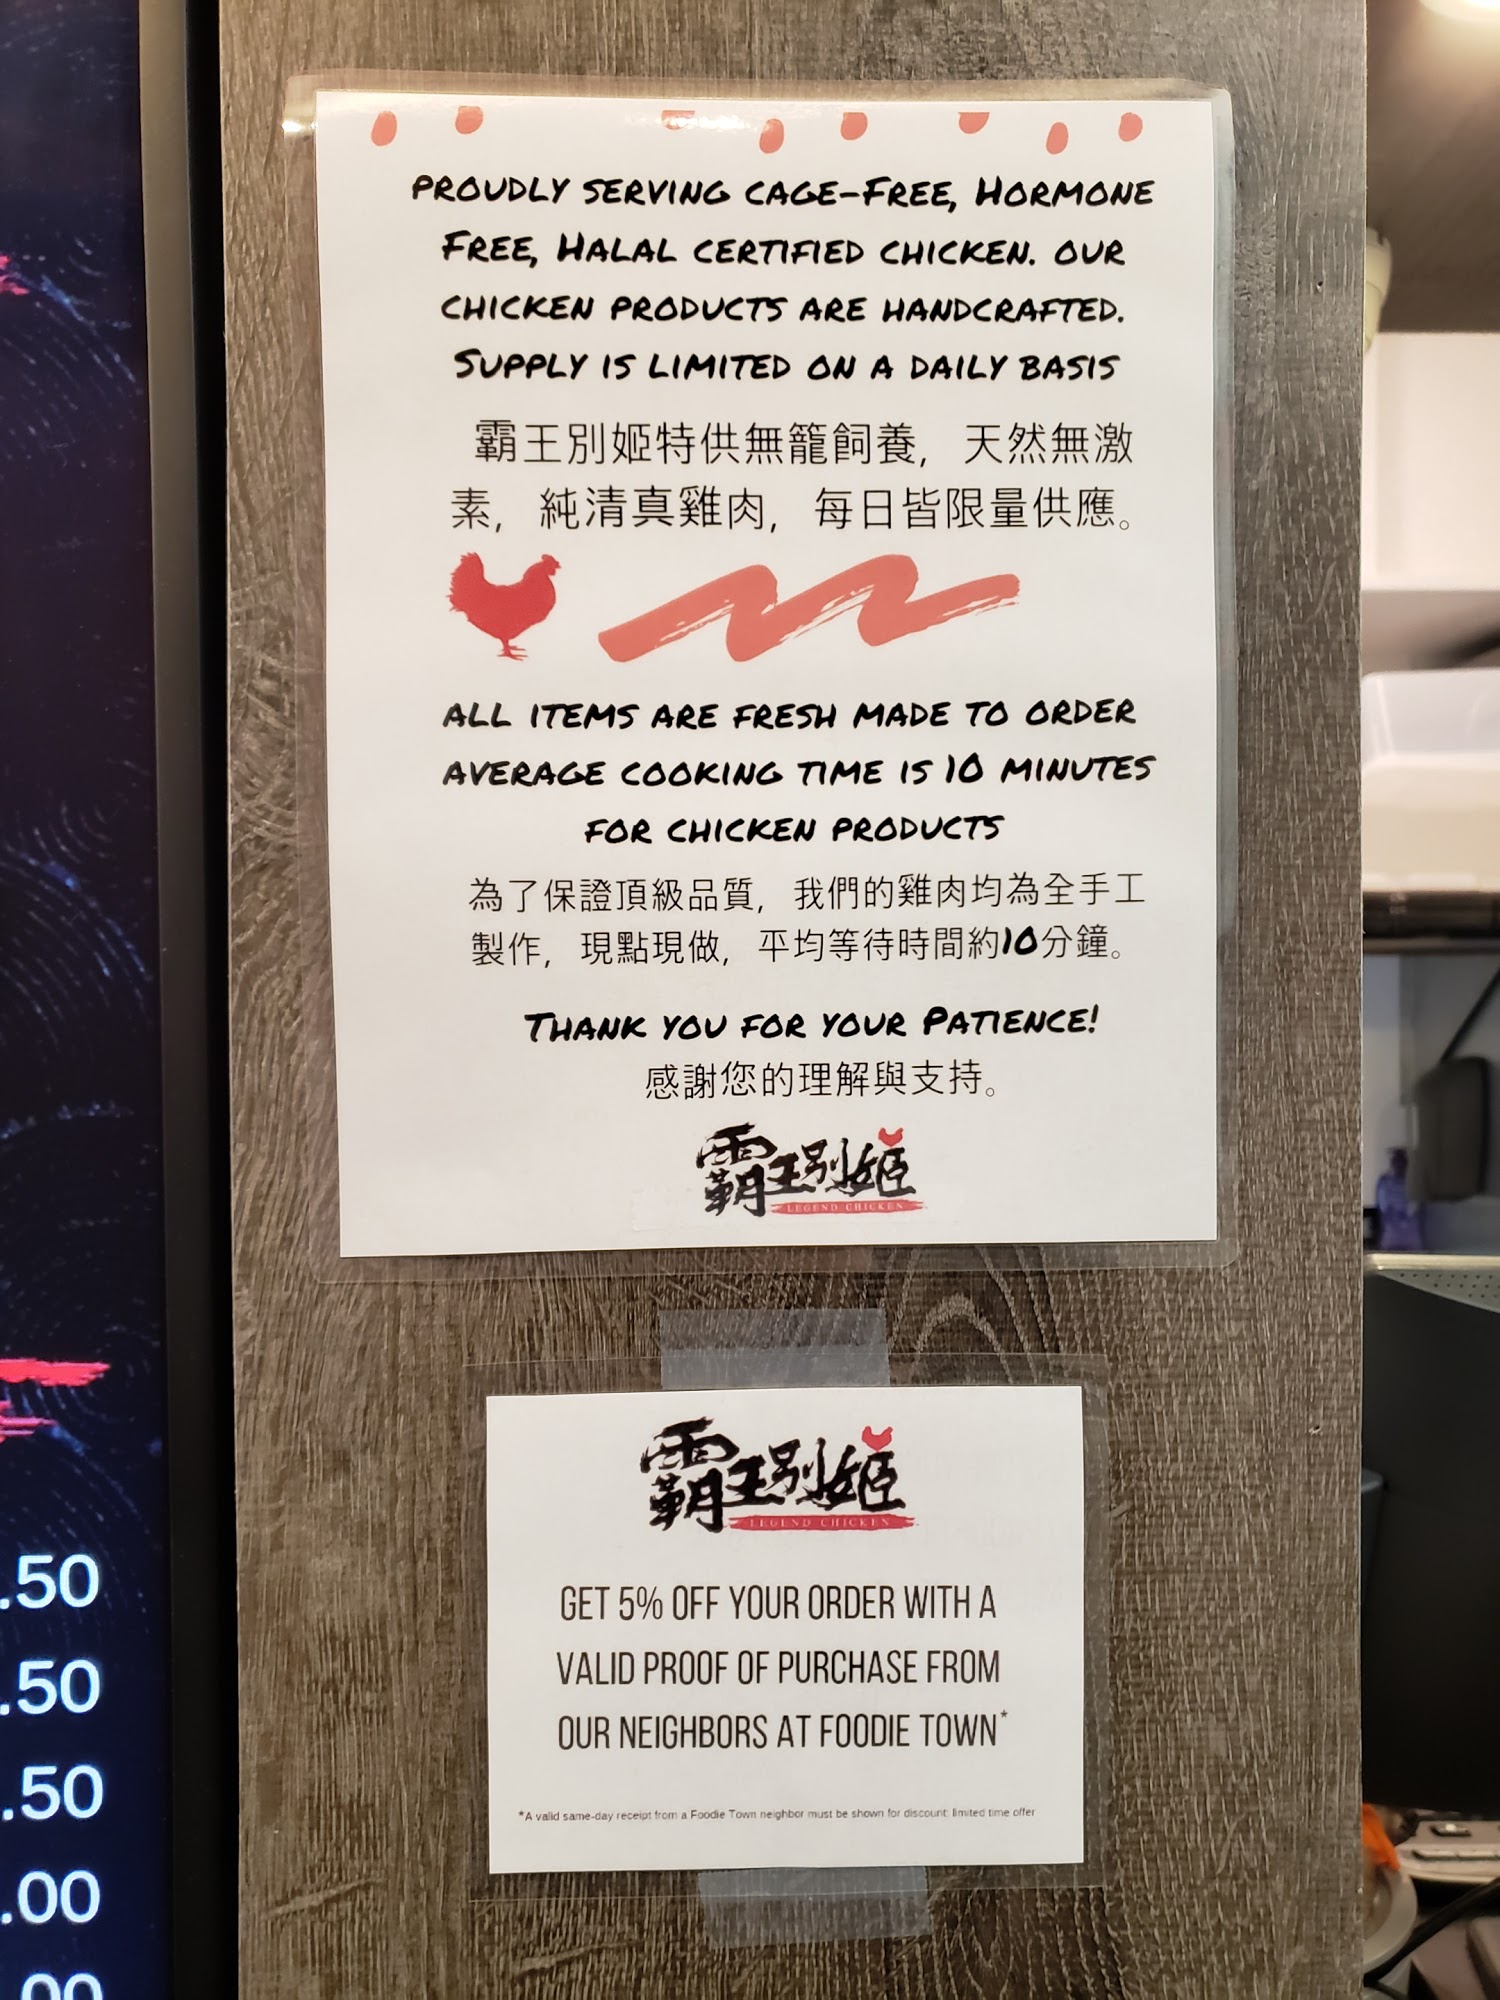 PROUDLY SERVING CAGE-FREE, HORMONE
FREE, HALAL CERTIFIED CHICKEN. OUR
CHICKEN PRODUCTS ARE HANDCRAFTED.
SUPPLY IS LIMITED ON A DAILY BASIS
霸王別姬特供無籠飼養，天然無激
素，純清真雞肉，每日皆限量供應。
ALL ITEMS ARE FRESH MADE TO ORDER
AVERAGE COOKING TIME IS 10 MINUTES
FOR CHICKEN PRODUCTS
為了保證頂級品質，我們的雞肉均為全手工
製作，現點現做，平均等待時間約10分鐘。
THANK YOU FOR YOUR PATIENCE!
感謝您的理解與支持。
霸王別姬
LEGEND CHICKEN
霸王別姬
LEGEND CHICKEN
GET 5% OFF YOUR ORDER WITH A
VALID PROOF OF PURCHASE FROM
OUR NEIGHBORS AT FOODIE TOWN*
*A valid same-day receipt from a Foodie Town neighbor must be shown for discount; limited time offer
.50
.50
.50
.00
.00